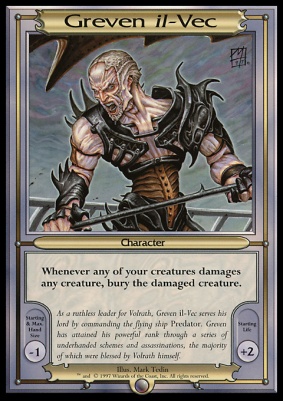 Greven il-Vec
Character
Whenever any of your creatures damages
any creature, bury the damaged creature.
As a ruthless leader for Volrath, Greven il-Vec serves his
lord by commanding the flying ship Predator. Greven
has attained his powerful rank through a series of
underhanded schemes and assassinations, the majority
of which were blessed by Volrath himself.
Starting
& Max.
Hand
Size
-1
Starting
Life
+2
Illus. Mark Tedin
™ and © 1997 Wizards of the Coast, Inc. All rights reserved.